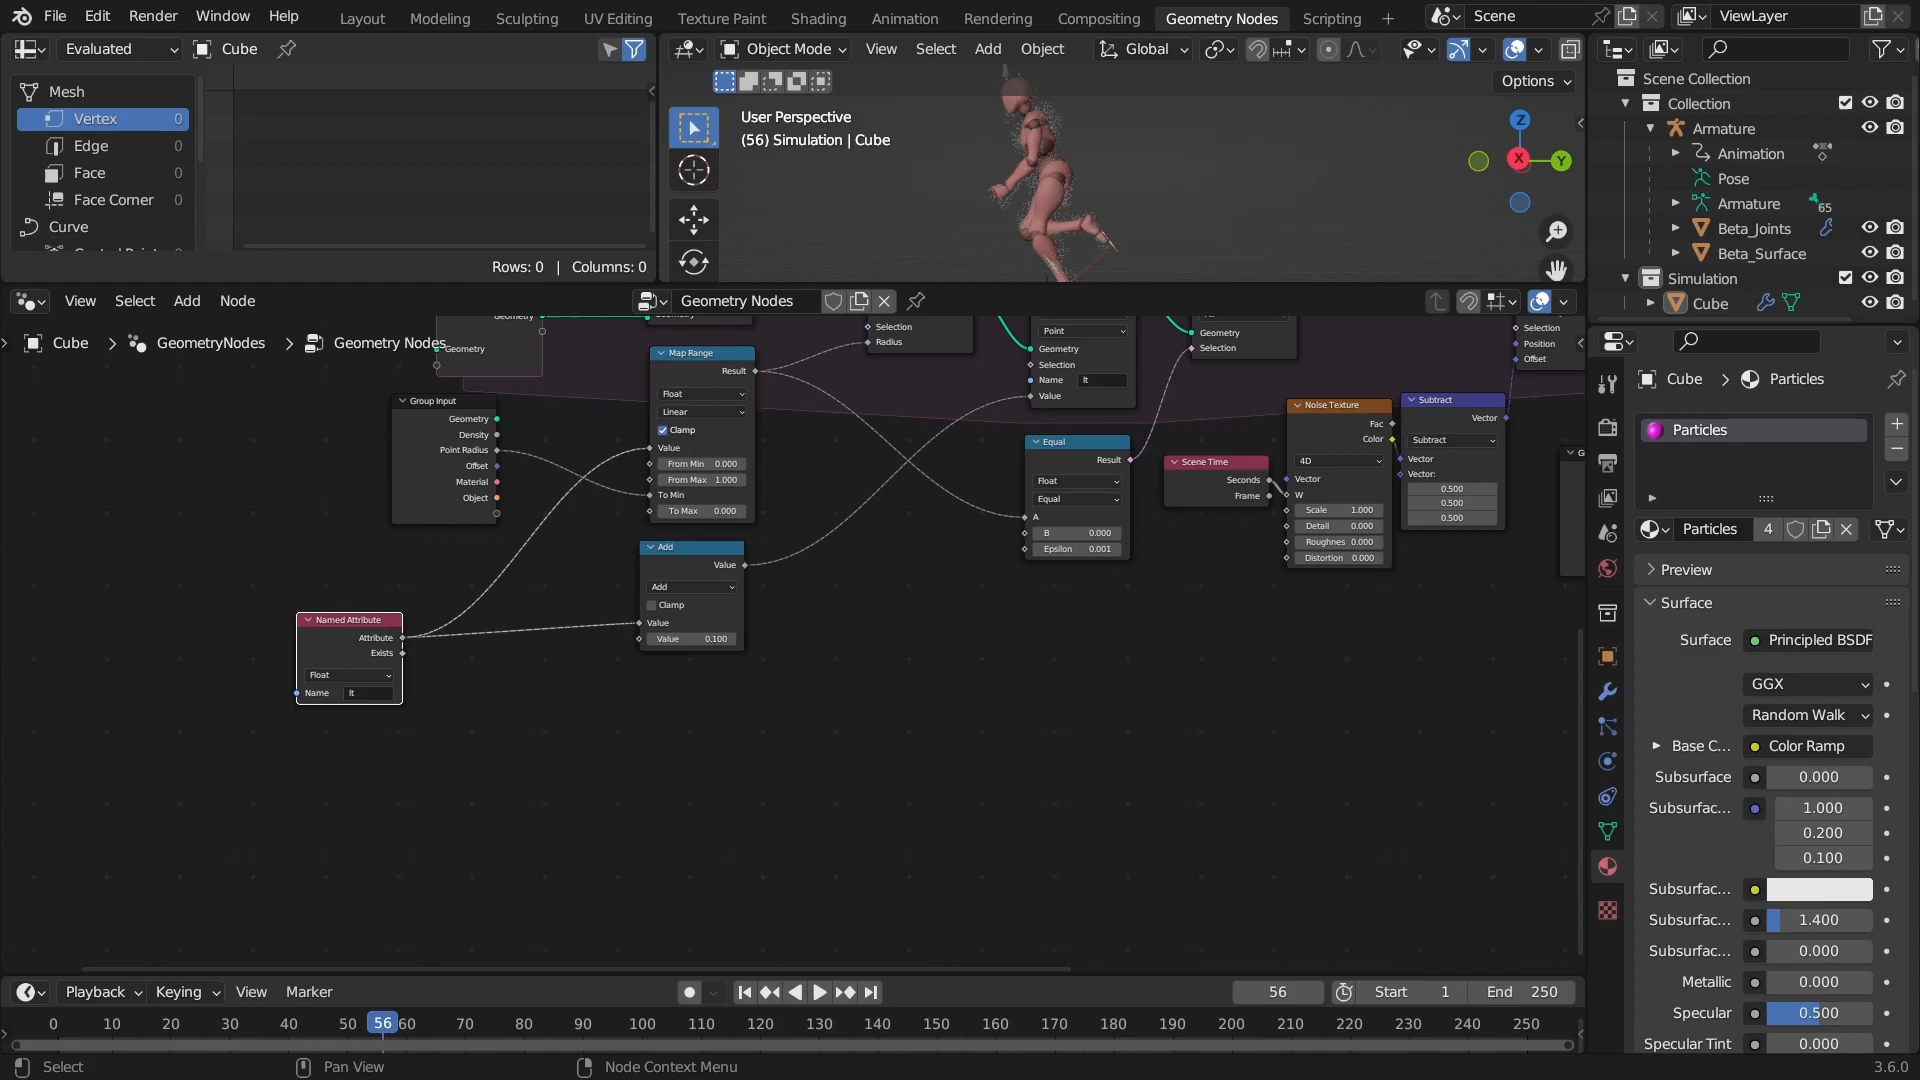 File Edit Render Window Help
Layout Modeling Sculpting UV Editing Texture Paint Shading Animation Rendering Compositing Geometry Nodes Scripting +
Scene
ViewLayer
Evaluated
Cube
Mesh
Vertex 0
Edge 0
Face 0
Face Corner 0
Curve
Rows: 0 | Columns: 0
Object Mode View Select Add Object
Global
Options
User Perspective
(56) Simulation | Cube
Z
X
Y
Scene Collection
Collection
Armature
Animation
Pose
Armature 65
Beta_Joints
Beta_Surface
Simulation
Cube
View Select Add Node
Geometry Nodes
Cube > GeometryNodes > Geometry Nodes
Geometry
Group Input
Geometry
Density
Point Radius
Offset
Material
Object
Map Range
Result
Float
Linear
Clamp
Value
From Min 0.000
From Max 1.000
To Min
To Max 0.000
Selection
Radius
Add
Value
Add
Clamp
Value
Value 0.100
Named Attribute
Attribute
Exists
Float
Name lt
Point
Geometry
Selection
Name lt
Value
Geometry
Selection
Equal
Result
Float
Equal
A
B 0.000
Epsilon 0.001
Scene Time
Seconds
Frame
Noise Texture
Fac
Color
4D
Vector
W
Scale 1.000
Detail 0.000
Roughnes 0.000
Distortion 0.000
Subtract
Vector
Subtract
Vector
Vector:
0.500
0.500
0.500
Selection
Position
Offset
G
Cube > Particles
Particles
Particles 4
Preview
Surface
Surface Principled BSDF
GGX
Random Walk
Base C... Color Ramp
Subsurface 0.000
Subsurfac... 1.000
0.200
0.100
Subsurfac...
Subsurfac... 1.400
Subsurfac... 0.000
Metallic 0.000
Specular 0.500
Specular Tint 0.000
Playback Keying View Marker
56
Start 1
End 250
0 10 20 30 40 50 56 60 70 80 90 100 110 120 130 140 150 160 170 180 190 200 210 220 230 240 250
Select
Pan View
Node Context Menu
3.6.0